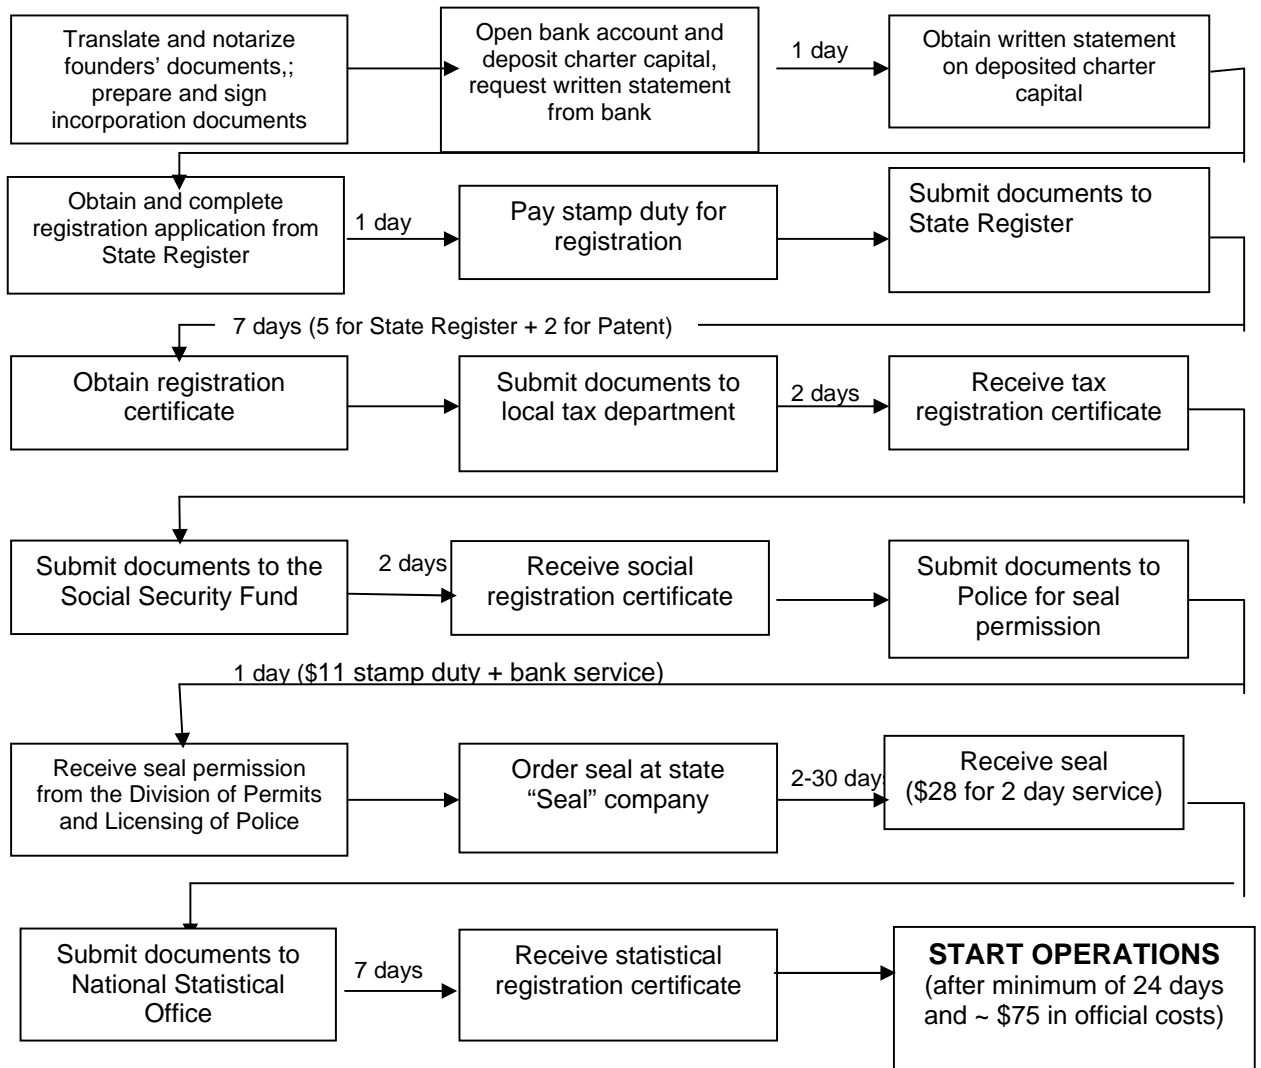 Translate and notarize
founders’ documents,;
prepare and sign
incorporation documents
Open bank account and
deposit charter capital,
request written statement
from bank
1 day
Obtain written statement
on deposited charter
capital
Obtain and complete
registration application from
State Register
1 day
Pay stamp duty for
registration
Submit documents to
State Register
7 days (5 for State Register + 2 for Patent)
Obtain registration
certificate
Submit documents to
local tax department
2 days
Receive tax
registration certificate
Submit documents to the
Social Security Fund
2 days
Receive social
registration certificate
Submit documents to
Police for seal
permission
1 day ($11 stamp duty + bank service)
Receive seal permission
from the Division of Permits
and Licensing of Police
Order seal at state
“Seal” company
2-30 days
Receive seal
($28 for 2 day service)
Submit documents to
National Statistical
Office
7 days
Receive statistical
registration certificate
START OPERATIONS
(after minimum of 24 days
and ~ $75 in official costs)